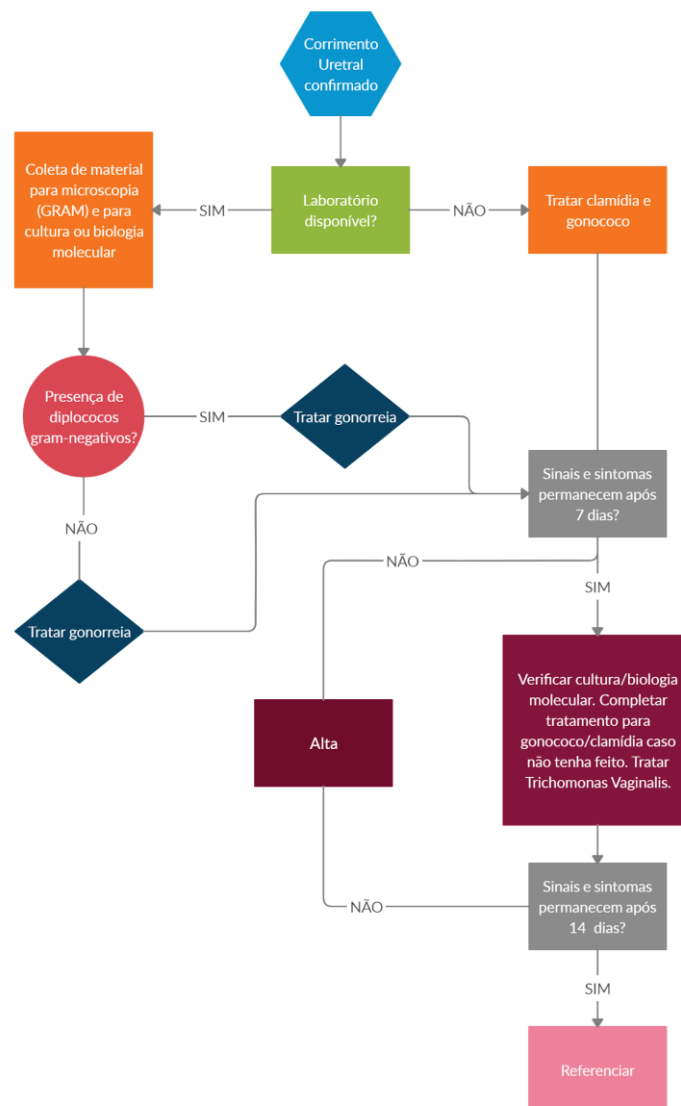 Corrimento
Uretral
confirmado
Coleta de material
para microscopia
(GRAM) e para
cultura ou biologia
molecular
SIM
Laboratório
disponível?
NÃO
Tratar clamídia e
gonococo
Presença de
diplococos
gram-negativos?
SIM
Tratar gonorreia
Sinais e sintomas
permanecem após
7 dias?
NÃO
Tratar gonorreia
NÃO
SIM
Verificar cultura/biologia
molecular. Completar
tratamento para
gonococo/clamídia caso
não tenha feito. Tratar
Trichomonas Vaginalis.
Alta
Sinais e sintomas
permanecem após
14 dias?
NÃO
SIM
Referenciar